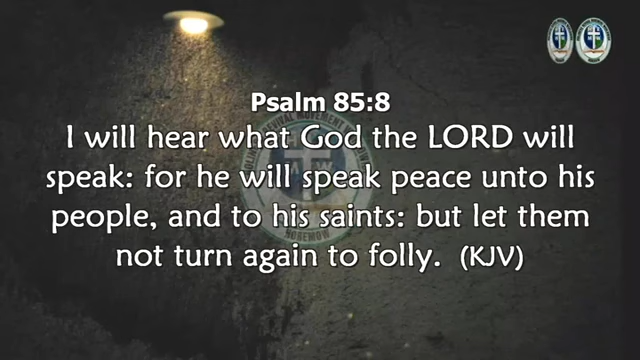 Psalm 85:8
I will hear what God the LORD will
speak: for he will speak peace unto his
people, and to his saints: but let them
not turn again to folly. (KJV)